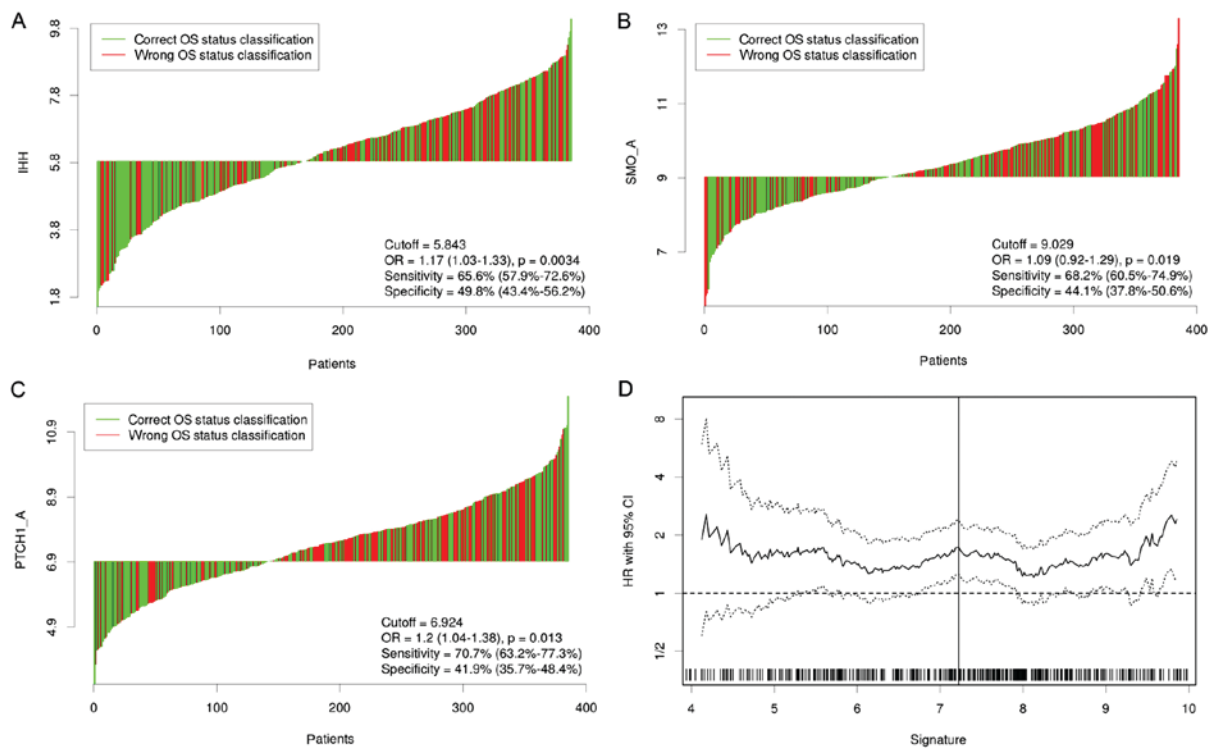 A
9.8
7.8
5.8
3.8
1.8
IHH
Correct OS status classification
Wrong OS status classification
Cutoff = 5.843
OR = 1.17 (1.03-1.33), p = 0.0034
Sensitivity = 65.6% (57.9%-72.6%)
Specificity = 49.8% (43.4%-56.2%)
0 100 200 300 400
Patients
B
13
11
9
7
SMO_A
Correct OS status classification
Wrong OS status classification
Cutoff = 9.029
OR = 1.09 (0.92-1.29), p = 0.019
Sensitivity = 68.2% (60.5%-74.9%)
Specificity = 44.1% (37.8%-50.6%)
0 100 200 300 400
Patients
C
10.9
8.9
6.9
4.9
PTCH1_A
Correct OS status classification
Wrong OS status classification
Cutoff = 6.924
OR = 1.2 (1.04-1.38), p = 0.013
Sensitivity = 70.7% (63.2%-77.3%)
Specificity = 41.9% (35.7%-48.4%)
0 100 200 300 400
Patients
D
8
4
2
1
1/2
HR with 95% CI
4 5 6 7 8 9 10
Signature